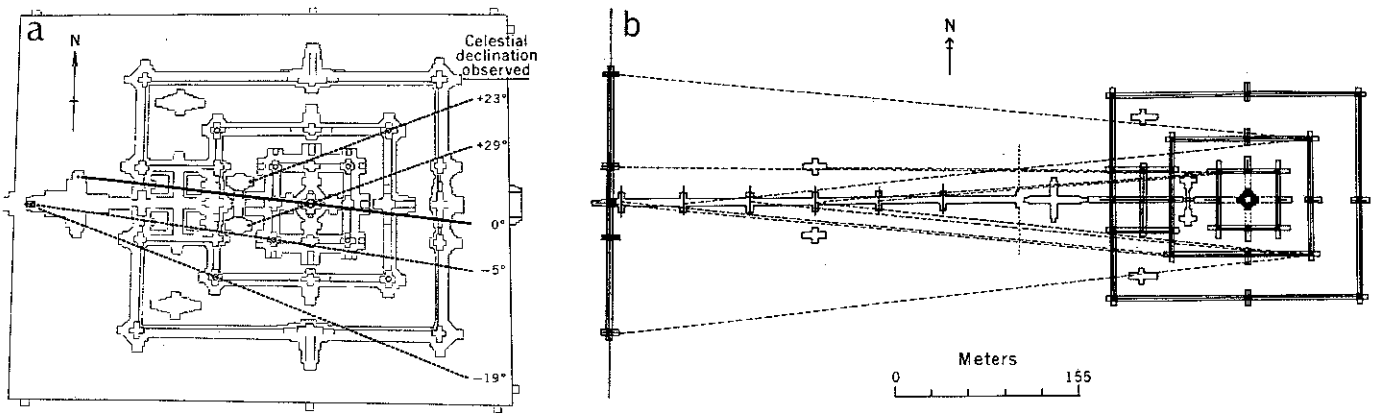 a
N
Celestial
declination
observed
+23°
+29°
0°
-5°
-19°
b
N
Meters
0
155